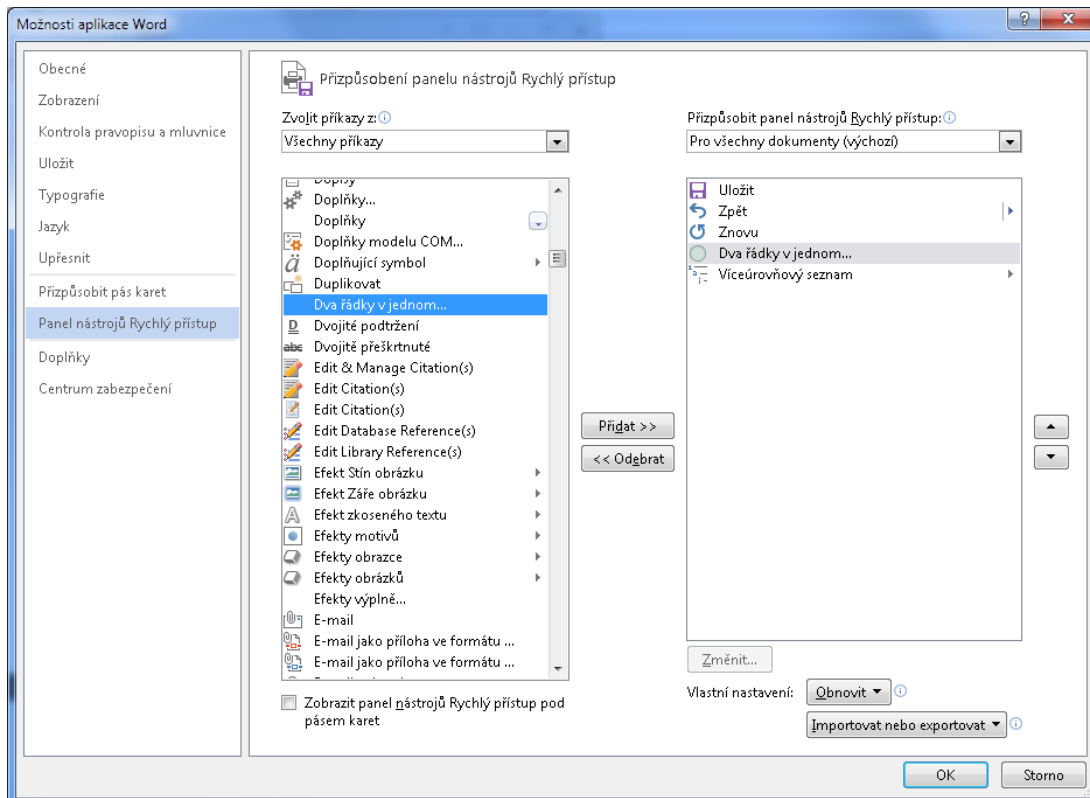 Možnosti aplikace Word
Obecné
Zobrazení
Kontrola pravopisu a mluvnice
Uložit
Typografie
Jazyk
Upřesnit
Přizpůsobit pás karet
Panel nástrojů Rychlý přístup
Doplňky
Centrum zabezpečení
Přizpůsobení panelu nástrojů Rychlý přístup
Zvolit příkazy z:
Všechny příkazy
Dopisy
Doplňky...
Doplňky
Doplňky modelu COM...
Doplňující symbol
Duplikovat
Dva řádky v jednom...
Dvojité podtržení
Dvojitě přeškrtnuté
Edit & Manage Citation(s)
Edit Citation(s)
Edit Citation(s)
Edit Database Reference(s)
Edit Library Reference(s)
Efekt Stín obrázku
Efekt Záře obrázku
Efekt zkoseného textu
Efekty motivů
Efekty obrazce
Efekty obrázků
Efekty výplně...
E-mail
E-mail jako příloha ve formátu ...
E-mail jako příloha ve formátu ...
Zobrazit panel nástrojů Rychlý přístup pod
pásem karet
Přidat >>
<< Odebrat
Přizpůsobit panel nástrojů Rychlý přístup:
Pro všechny dokumenty (výchozí)
Uložit
Zpět
Znovu
Dva řádky v jednom...
Víceúrovňový seznam
Změnit...
Vlastní nastavení:
Obnovit
Importovat nebo exportovat
OK
Storno